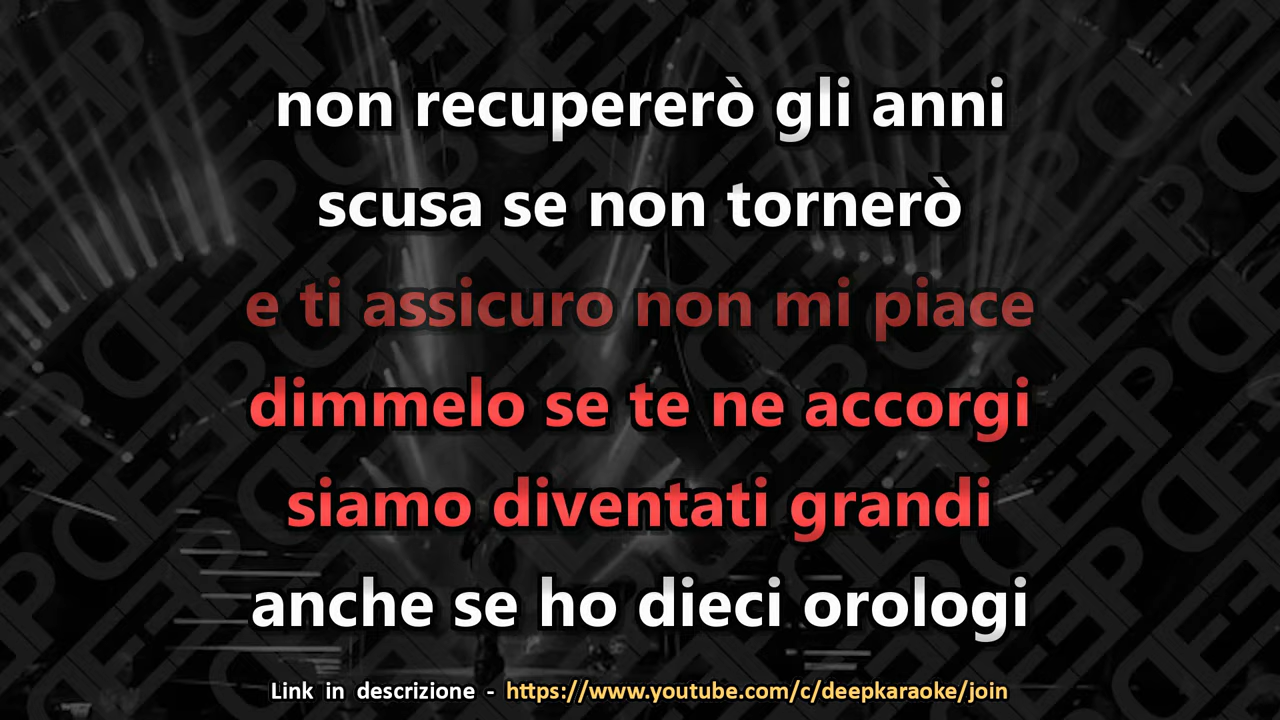 non recupererò gli anni
scusa se non tornerò
e ti assicuro non mi piace
dimmelo se te ne accorgi
siamo diventati grandi
anche se ho dieci orologi
Link in descrizione - https://www.youtube.com/c/deepkaraoke/join